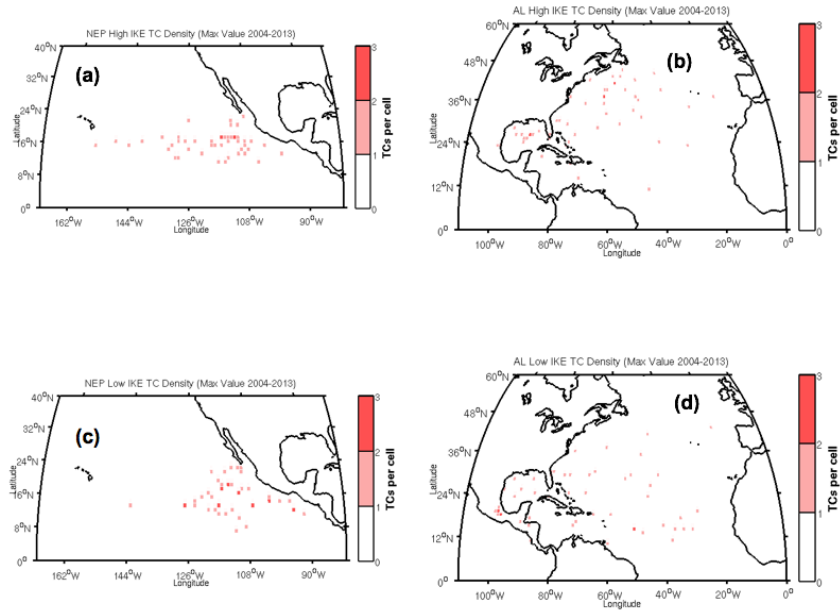 NEP High IKE TC Density (Max Value 2004-2013)
(a)
40°N
32°N
24°N
16°N
8°N
0°
Latitude
162°W 144°W 126°W 108°W 90°W
Longitude
3
2
1
0
TCs per cell
AL High IKE TC Density (Max Value 2004-2013)
(b)
60°N
48°N
36°N
24°N
12°N
0°
Latitude
100°W 80°W 60°W 40°W 20°W 0°
Longitude
3
2
1
0
TCs per cell
NEP Low IKE TC Density (Max Value 2004-2013)
(c)
40°N
32°N
24°N
16°N
8°N
0°
Latitude
162°W 144°W 126°W 108°W 90°W
Longitude
3
2
1
0
TCs per cell
AL Low IKE TC Density (Max Value 2004-2013)
(d)
60°N
48°N
36°N
24°N
12°N
0°
Latitude
100°W 80°W 60°W 40°W 20°W 0°
Longitude
3
2
1
0
TCs per cell